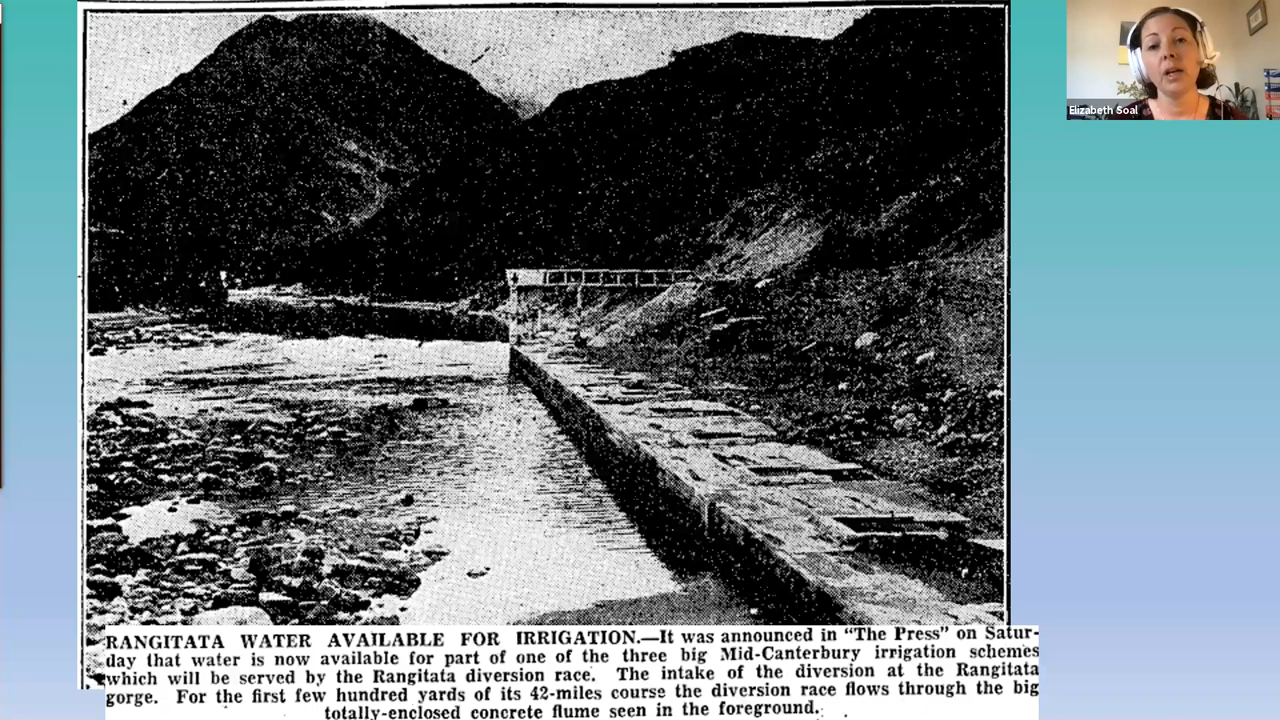 Elizabeth Soal
RANGITATA WATER AVAILABLE FOR IRRIGATION.—It was announced in "The Press" on Satur-
day that water is now available for part of one of the three big Mid-Canterbury irrigation schemes
which will be served by the Rangitata diversion race. The intake of the diversion at the Rangitata
gorge. For the first few hundred yards of its 42-miles course the diversion race flows through the big
totally-enclosed concrete flume seen in the foreground.